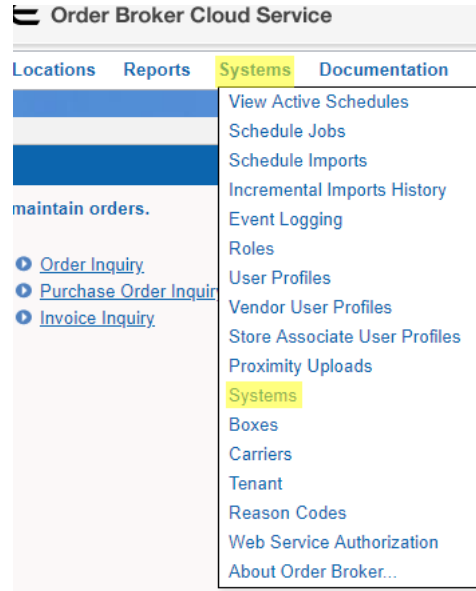 Order Broker Cloud Service
Locations Reports Systems Documentation
View Active Schedules
Schedule Jobs
Schedule Imports
Incremental Imports History
maintain orders.
Event Logging
Roles
Order Inquiry
User Profiles
Purchase Order Inquiry
Vendor User Profiles
Invoice Inquiry
Store Associate User Profiles
Proximity Uploads
Systems
Boxes
Carriers
Tenant
Reason Codes
Web Service Authorization
About Order Broker...